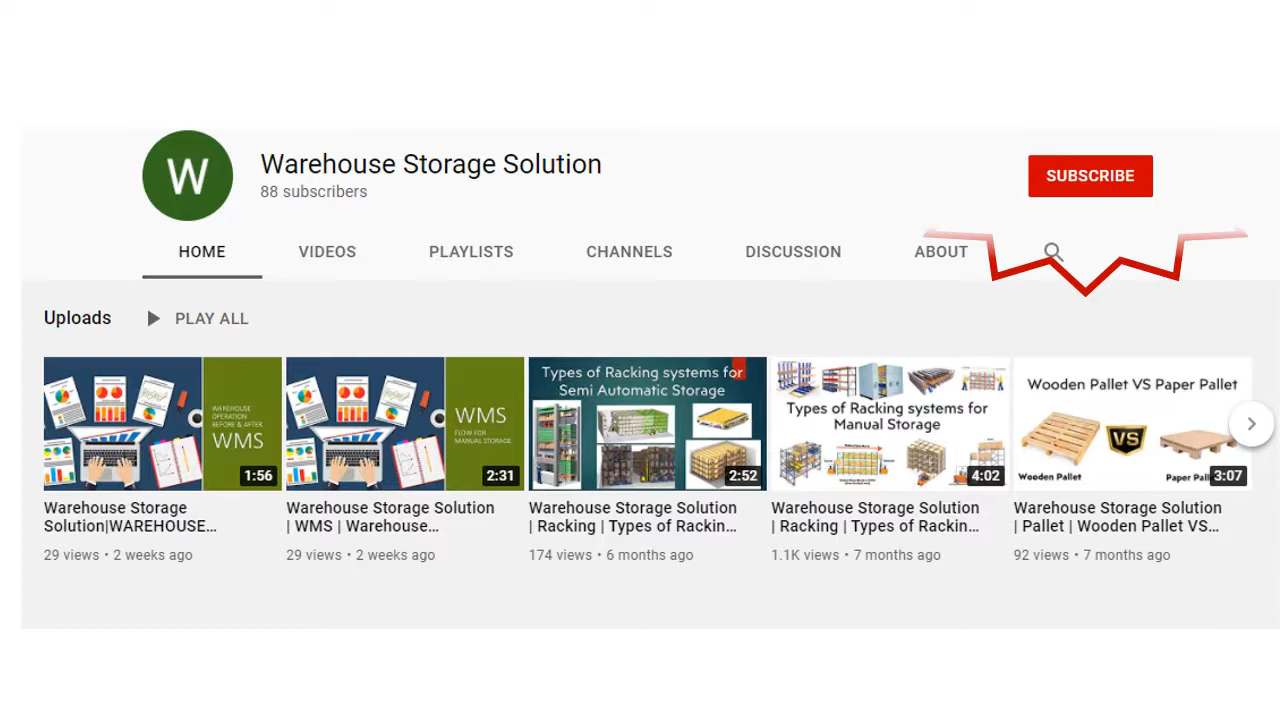 W
Warehouse Storage Solution
88 subscribers
SUBSCRIBE
HOME
VIDEOS
PLAYLISTS
CHANNELS
DISCUSSION
ABOUT
Uploads
PLAY ALL
WAREHOUSE
OPERATION
BEFORE & AFTER
WMS
1:56
Warehouse Storage
Solution|WAREHOUSE...
29 views • 2 weeks ago
WMS
FLOW FOR
MANUAL STORAGE
2:31
Warehouse Storage Solution
| WMS | Warehouse...
29 views • 2 weeks ago
Types of Racking systems for
Semi Automatic Storage
2:52
Warehouse Storage Solution
| Racking | Types of Rackin...
174 views • 6 months ago
Types of Racking systems for
Manual Storage
4:02
Warehouse Storage Solution
| Racking | Types of Rackin...
1.1K views • 7 months ago
Wooden Pallet VS Paper Pallet
VS
Wooden Pallet
Paper Pall
3:07
Warehouse Storage Solution
| Pallet | Wooden Pallet VS...
92 views • 7 months ago